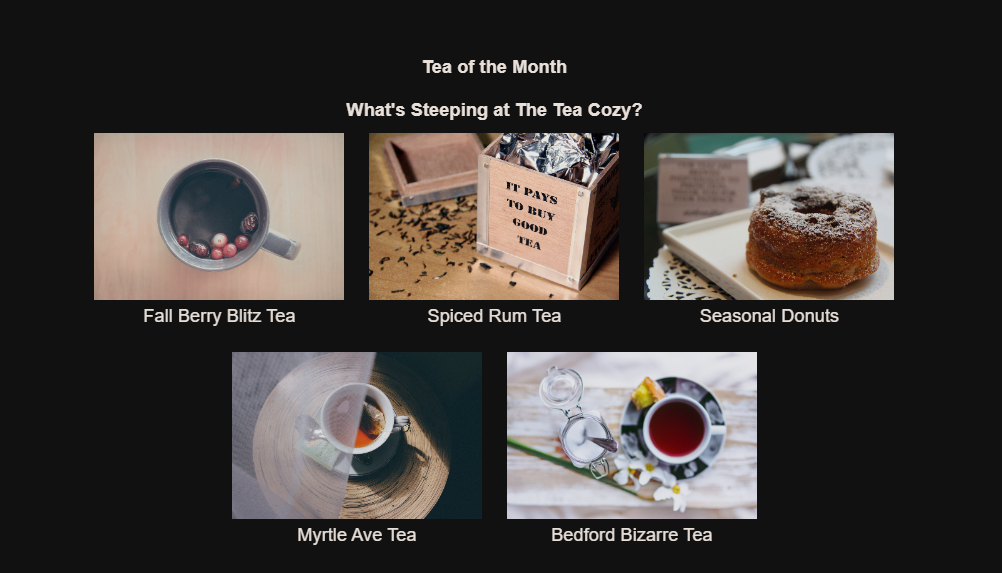 Tea of the Month
What's Steeping at The Tea Cozy?
IT PAYS
TO BUY
GOOD
TEA
Fall Berry Blitz Tea
Spiced Rum Tea
Seasonal Donuts
Myrtle Ave Tea
Bedford Bizarre Tea